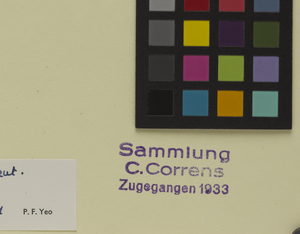 Sammlung
C. Correns
Zugegangen 1933
P. F. Yeo